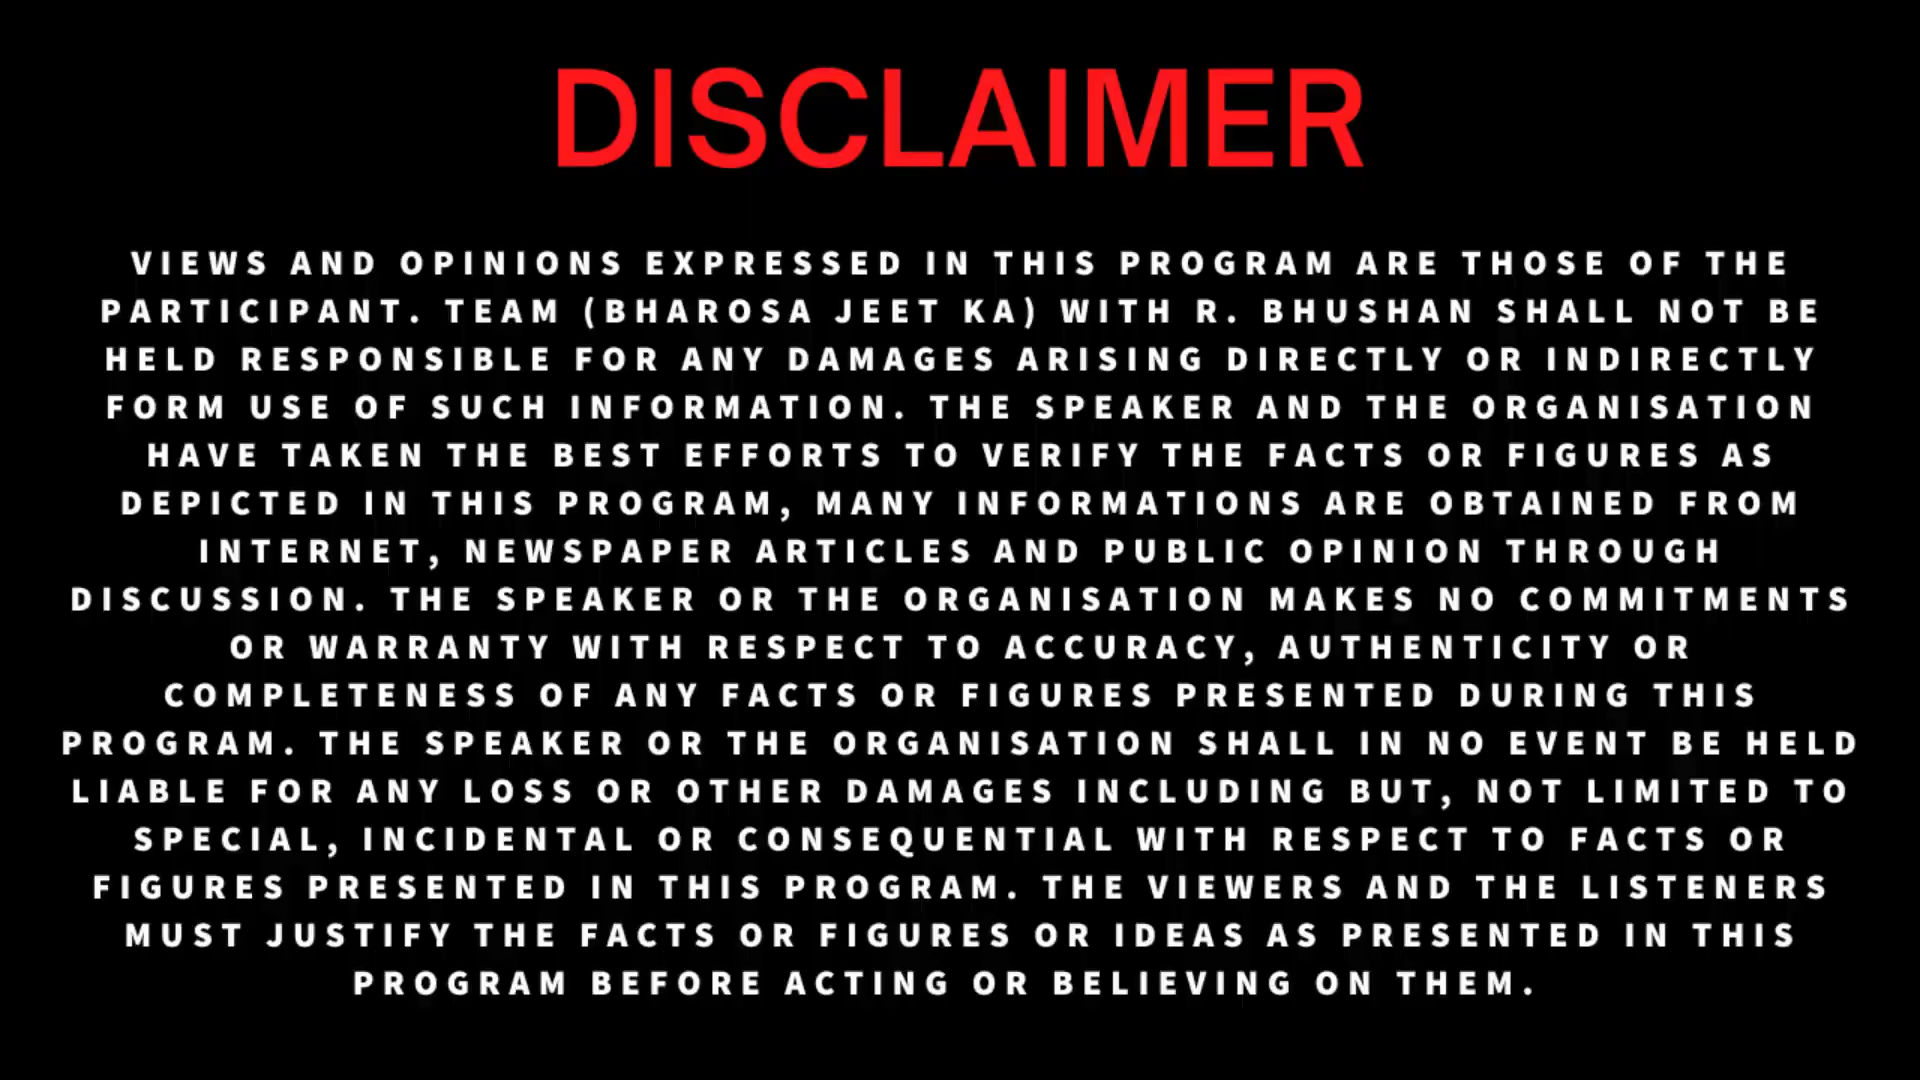 DISCLAIMER
VIEWS AND OPINIONS EXPRESSED IN THIS PROGRAM ARE THOSE OF THE
PARTICIPANT. TEAM (BHAROSA JEET KA) WITH R. BHUSHAN SHALL NOT BE
HELD RESPONSIBLE FOR ANY DAMAGES ARISING DIRECTLY OR INDIRECTLY
FORM USE OF SUCH INFORMATION. THE SPEAKER AND THE ORGANISATION
HAVE TAKEN THE BEST EFFORTS TO VERIFY THE FACTS OR FIGURES AS
DEPICTED IN THIS PROGRAM, MANY INFORMATIONS ARE OBTAINED FROM
INTERNET, NEWSPAPER ARTICLES AND PUBLIC OPINION THROUGH
DISCUSSION. THE SPEAKER OR THE ORGANISATION MAKES NO COMMITMENTS
OR WARRANTY WITH RESPECT TO ACCURACY, AUTHENTICITY OR
COMPLETENESS OF ANY FACTS OR FIGURES PRESENTED DURING THIS
PROGRAM. THE SPEAKER OR THE ORGANISATION SHALL IN NO EVENT BE HELD
LIABLE FOR ANY LOSS OR OTHER DAMAGES INCLUDING BUT, NOT LIMITED TO
SPECIAL, INCIDENTAL OR CONSEQUENTIAL WITH RESPECT TO FACTS OR
FIGURES PRESENTED IN THIS PROGRAM. THE VIEWERS AND THE LISTENERS
MUST JUSTIFY THE FACTS OR FIGURES OR IDEAS AS PRESENTED IN THIS
PROGRAM BEFORE ACTING OR BELIEVING ON THEM.